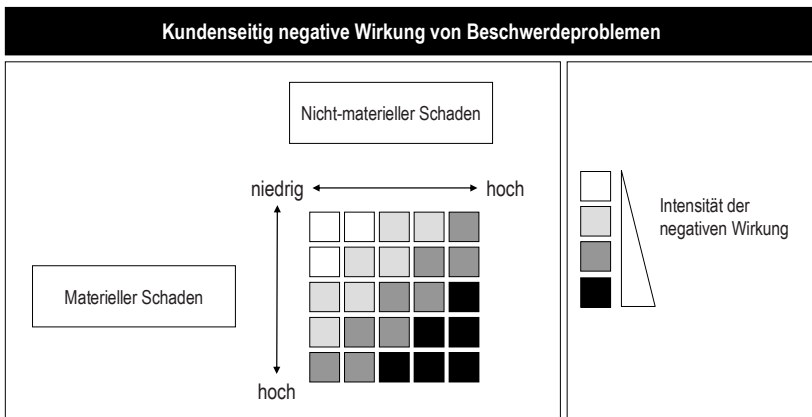 Kundenseitig negative Wirkung von Beschwerdeproblemen
Nicht-materieller Schaden
niedrig
hoch
Materieller Schaden
hoch
Intensität der
negativen Wirkung